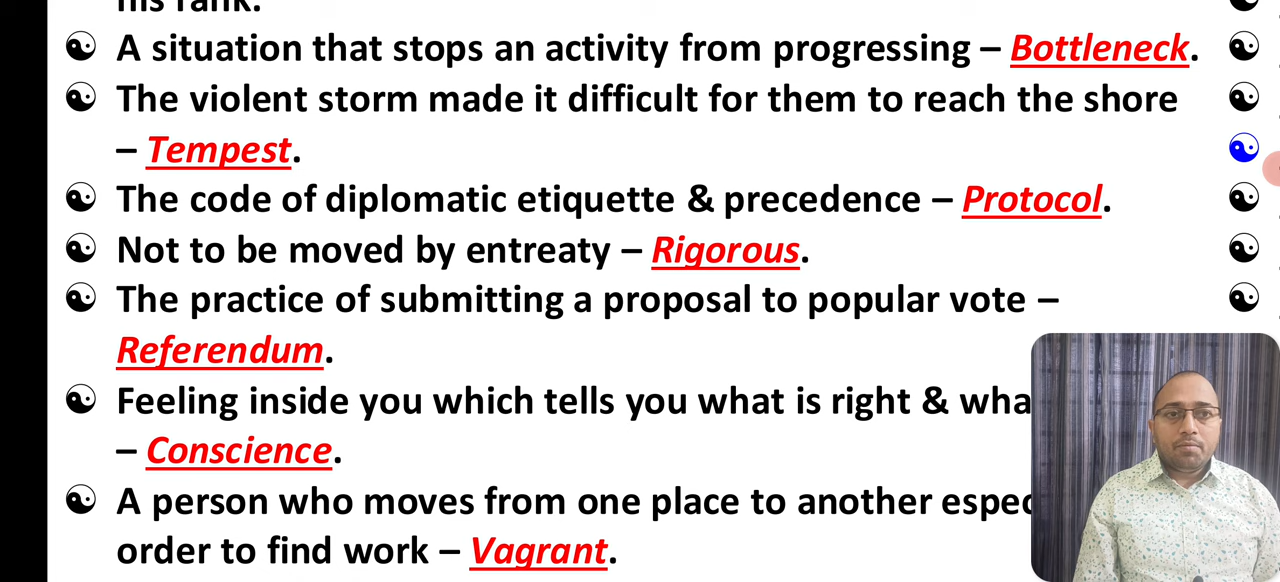 his rank.
☯ A situation that stops an activity from progressing – Bottleneck.
☯ The violent storm made it difficult for them to reach the shore
– Tempest.
☯ The code of diplomatic etiquette & precedence – Protocol.
☯ Not to be moved by entreaty – Rigorous.
☯ The practice of submitting a proposal to popular vote –
Referendum.
☯ Feeling inside you which tells you what is right &
– Conscience.
☯ A person who moves from one place to another
order to find work – Vagrant.